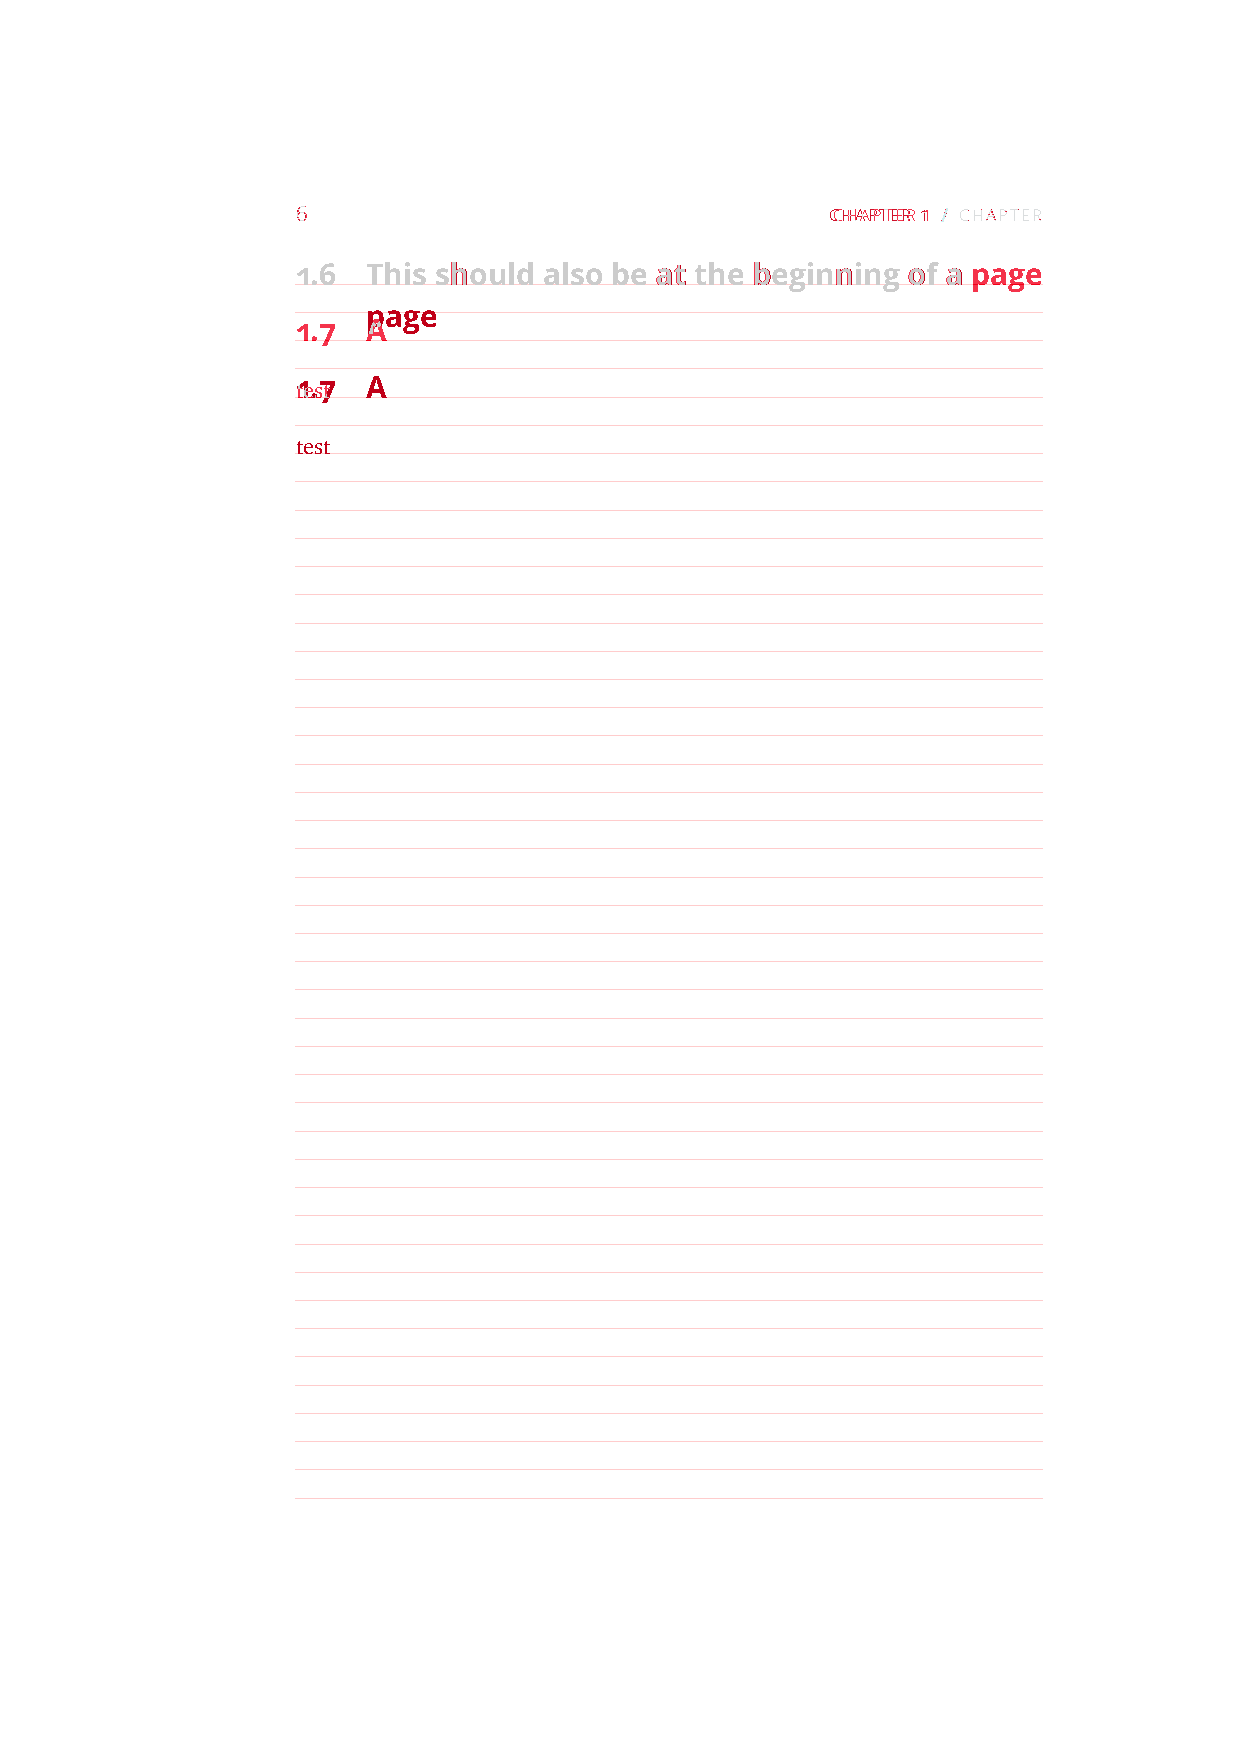 6 CHAPTER 1 / CHAPTER
1.6 This should also be at the beginning of a page
page
1.7 A
1.7 A
test
test